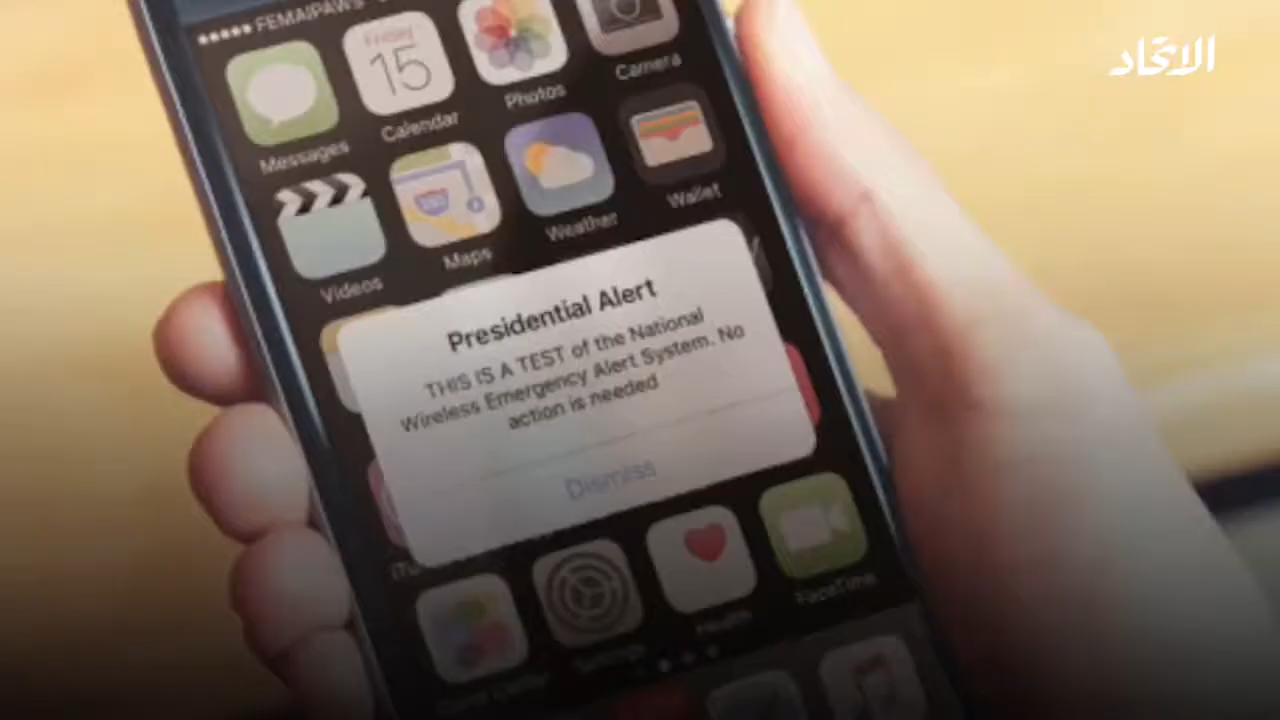 ●●●●● FEMAIPAWS
الاتحاد
Friday
15
Messages
Calendar
Photos
Camera
Videos
Maps
Weather
Wallet
Presidential Alert
THIS IS A TEST of the National
Wireless Emergency Alert System. No
action is needed
Dismiss
Health
FaceTime